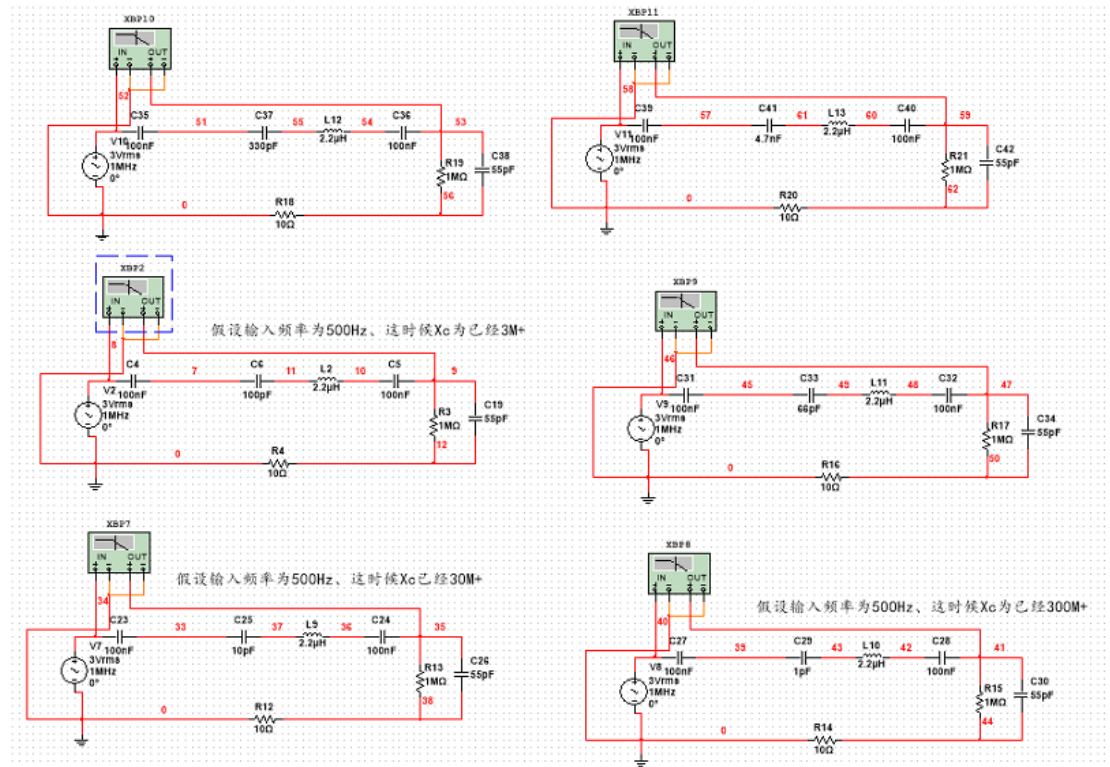 XBP10
IN OUT
52
C35
100nF
51
C37
330pF
55
L12
2.2μH
54
C36
100nF
53
V10
3Vrms
1MHz
0°
R19
1MΩ
C38
55pF
56
0
R18
10Ω
XBP11
IN OUT
58
C39
100nF
57
C41
4.7nF
61
L13
2.2μH
60
C40
100nF
59
V11
3Vrms
1MHz
0°
R21
1MΩ
C42
55pF
62
0
R20
10Ω
XBP2
IN OUT
假设输入频率为500Hz、这时候Xc为已经3M+
8
C4
100nF
7
C6
100pF
11
L2
2.2μH
10
C5
100nF
9
V2
3Vrms
1MHz
0°
R3
1MΩ
C19
55pF
12
0
R4
10Ω
XBP9
IN OUT
46
C31
100nF
45
C33
66pF
49
L11
2.2μH
48
C32
100nF
47
V9
3Vrms
1MHz
0°
R17
1MΩ
C34
55pF
50
0
R16
10Ω
XBP7
IN OUT
假设输入频率为500Hz、这时候Xc已经30M+
34
C23
100nF
33
C25
10pF
37
L9
2.2μH
36
C24
100nF
35
V7
3Vrms
1MHz
0°
R13
1MΩ
C26
55pF
38
0
R12
10Ω
XBP8
IN OUT
假设输入频率为500Hz、这时候Xc为已经300M+
40
C27
100nF
39
C29
1pF
43
L10
2.2μH
42
C28
100nF
41
V8
3Vrms
1MHz
0°
R15
1MΩ
C30
55pF
44
0
R14
10Ω